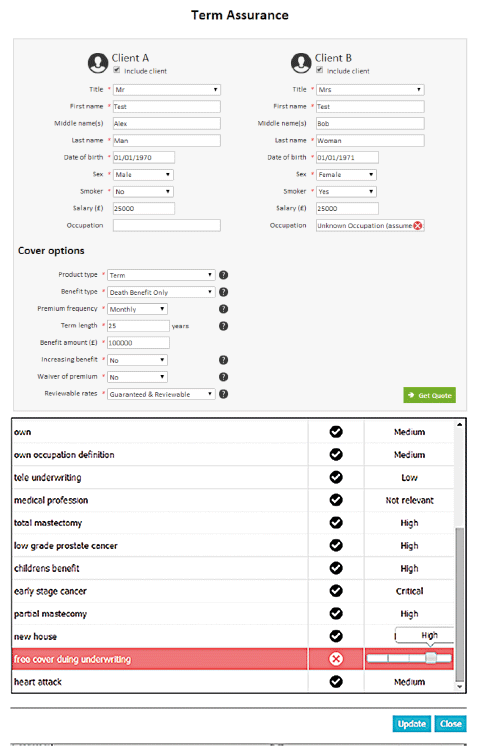 Term Assurance
Client A Client B
Include client Include client
Title * Mr Title * Mrs
First name * Test First name * Test
Middle name(s) Alex Middle name(s) Bob
Last name * Man Last name * Woman
Date of birth * 01/01/1970 Date of birth * 01/01/1971
Sex * Male Sex * Female
Smoker * No Smoker * Yes
Salary (£) 25000 Salary (£) 25000
Occupation Occupation Unknown Occupation (assume
Cover options
Product type * Term ?
Benefit type * Death Benefit Only ?
Premium frequency * Monthly ?
Term length * 25 years ?
Benefit amount (£) * 100000
Increasing benefit * No ?
Waiver of premium * No ?
Reviewable rates * Guaranteed & Reviewable ?
Get Quote
own Medium
own occupation definition Medium
tele underwriting Low
medical profession Not relevant
total mastectomy High
low grade prostate cancer High
childrens benefit High
early stage cancer Critical
partial mastecomy High
new house High
free cover duing underwriting
heart attack Medium
Update Close